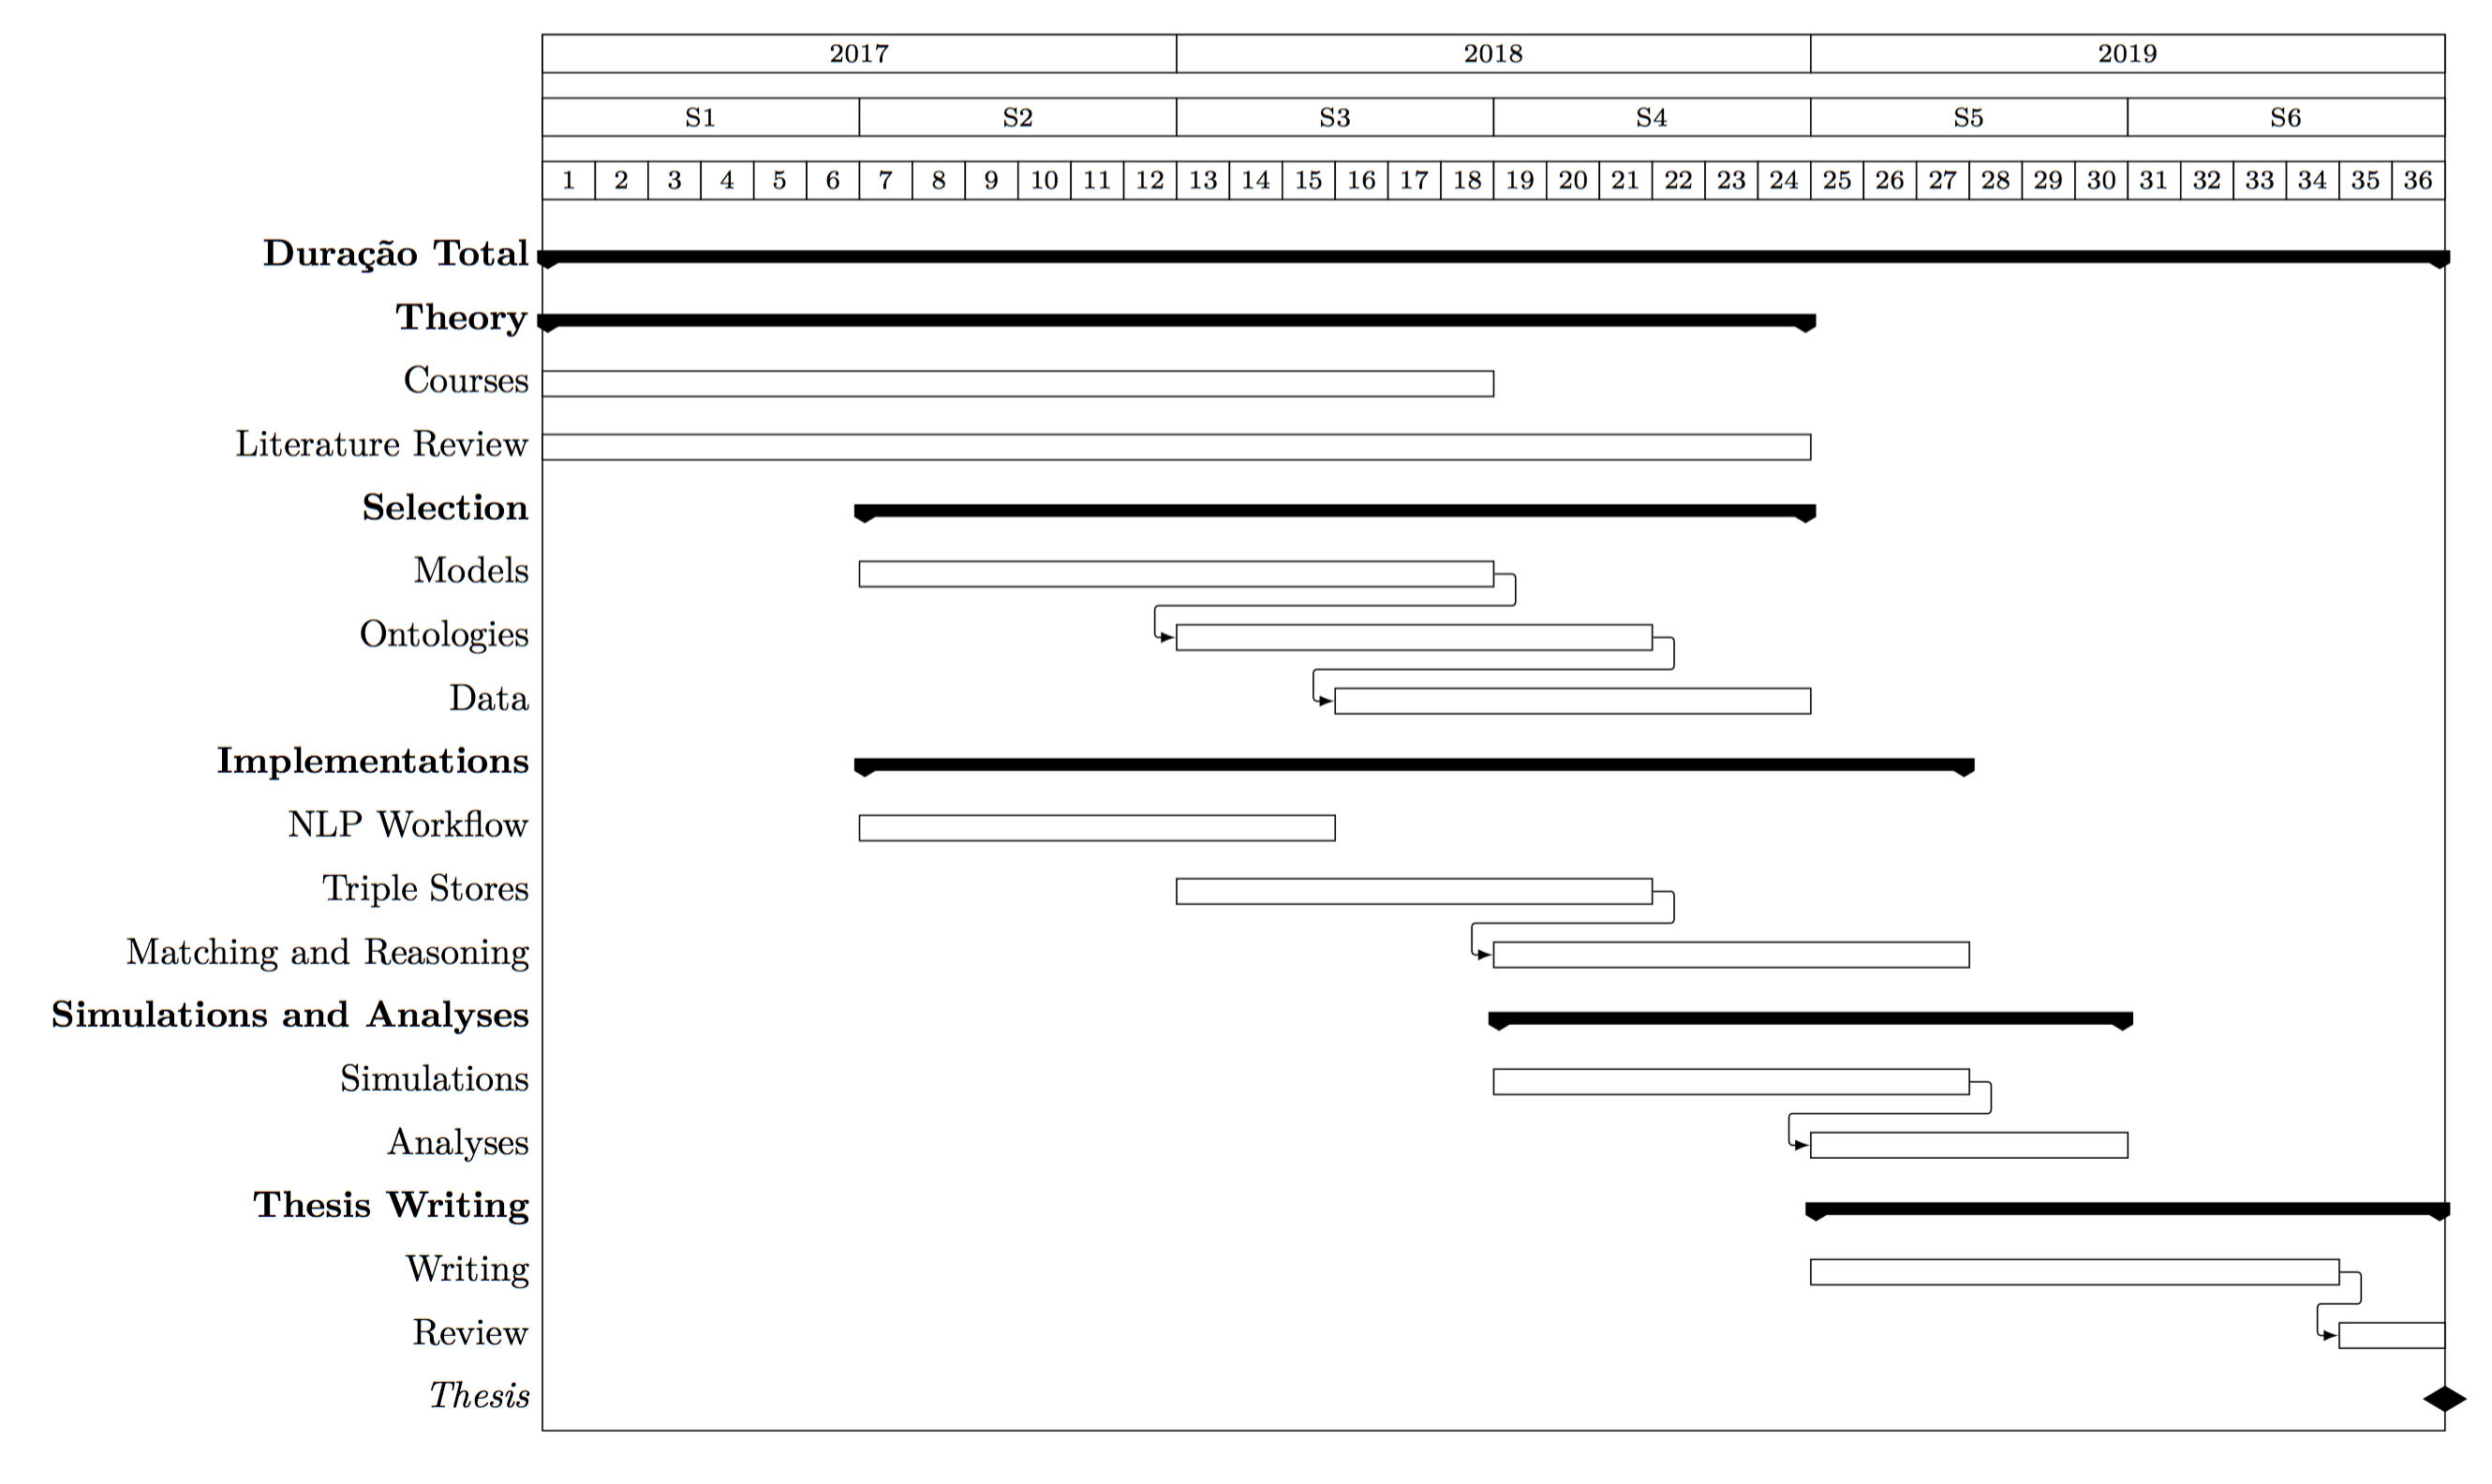 2017 2018 2019
S1 S2 S3 S4 S5 S6
1 2 3 4 5 6 7 8 9 10 11 12 13 14 15 16 17 18 19 20 21 22 23 24 25 26 27 28 29 30 31 32 33 34 35 36
Duração Total
Theory
Courses
Literature Review
Selection
Models
Ontologies
Data
Implementations
NLP Workflow
Triple Stores
Matching and Reasoning
Simulations and Analyses
Simulations
Analyses
Thesis Writing
Writing
Review
Thesis